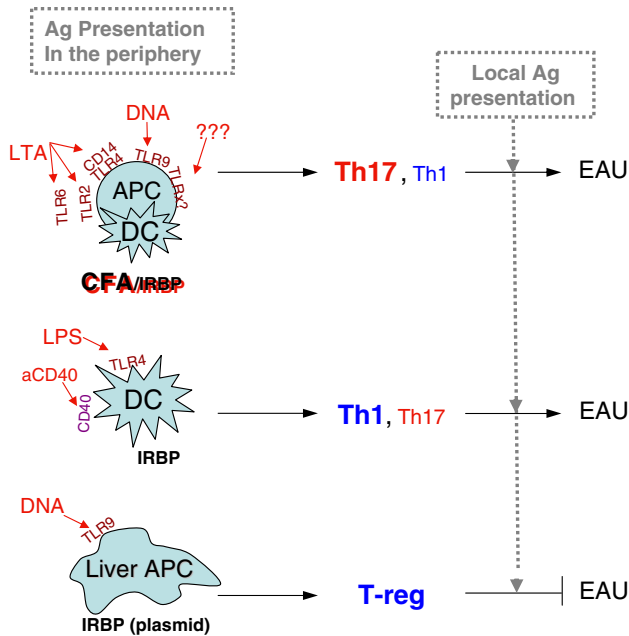 Ag Presentation
In the periphery
Local Ag
presentation
DNA
???
LTA
CD14
TLR4
TLR9
TLRx?
TLR6
TLR2
APC
DC
CFA/IRBP
Th17, Th1
EAU
LPS
TLR4
aCD40
CD40
DC
IRBP
Th1, Th17
EAU
DNA
TLR9
Liver APC
IRBP (plasmid)
T-reg
EAU